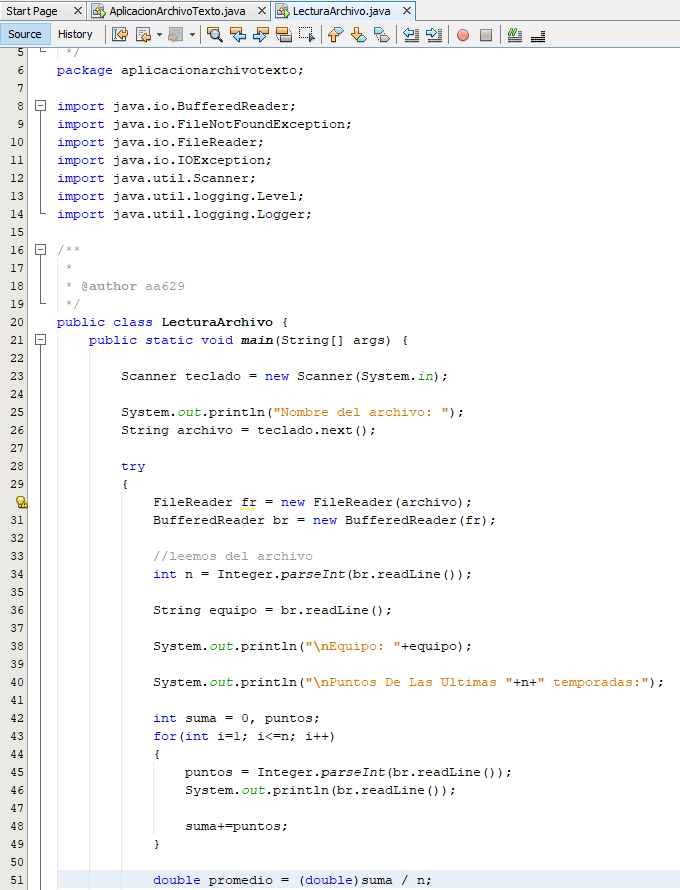 Start Page AplicacionArchivoTexto.java LecturaArchivo.java
Source History
5 */
6 package aplicacionarchivotexto;
7
8 import java.io.BufferedReader;
9 import java.io.FileNotFoundException;
10 import java.io.FileReader;
11 import java.io.IOException;
12 import java.util.Scanner;
13 import java.util.logging.Level;
14 import java.util.logging.Logger;
15
16 /**
17 *
18 * @author aa629
19 */
20 public class LecturaArchivo {
21 public static void main(String[] args) {
22
23 Scanner teclado = new Scanner(System.in);
24
25 System.out.println("Nombre del archivo: ");
26 String archivo = teclado.next();
27
28 try
29 {
FileReader fr = new FileReader(archivo);
31 BufferedReader br = new BufferedReader(fr);
32
33 //leemos del archivo
34 int n = Integer.parseInt(br.readLine());
35
36 String equipo = br.readLine();
37
38 System.out.println("\nEquipo: "+equipo);
39
40 System.out.println("\nPuntos De Las Ultimas "+n+" temporadas:");
41
42 int suma = 0, puntos;
43 for(int i=1; i<=n; i++)
44 {
45 puntos = Integer.parseInt(br.readLine());
46 System.out.println(br.readLine());
47
48 suma+=puntos;
49 }
50
51 double promedio = (double)suma / n;